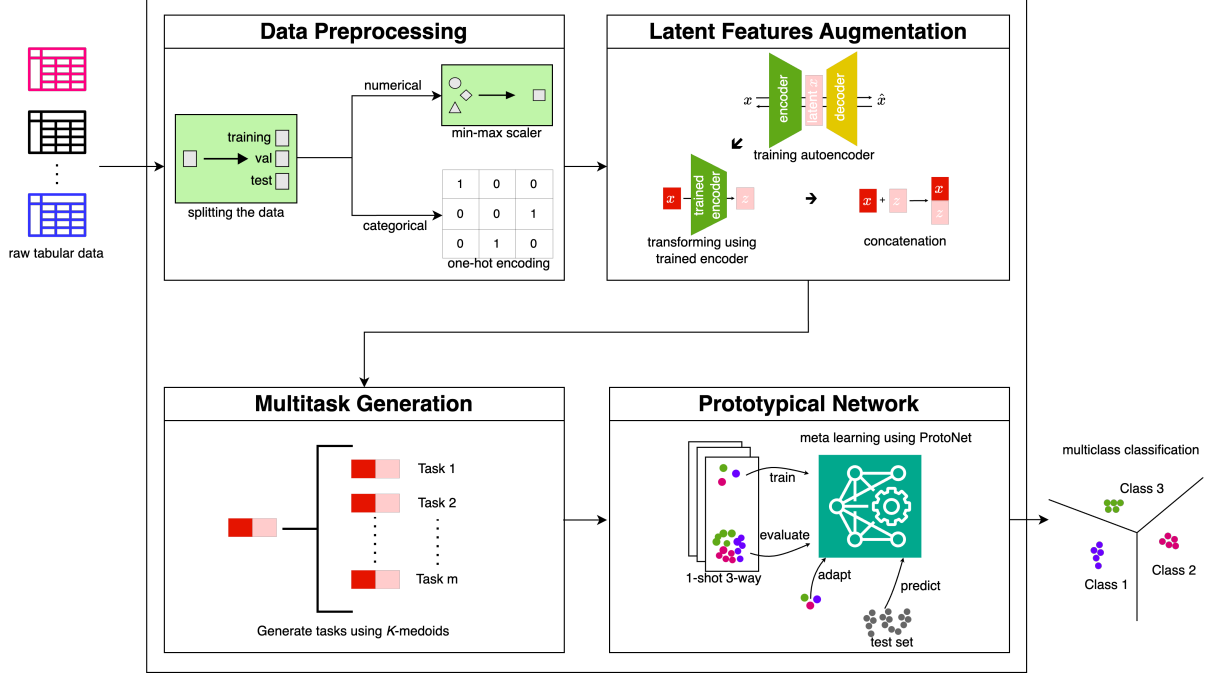 raw tabular data
Data Preprocessing
training
val
test
splitting the data
numerical
categorical
min-max scaler
1 0 0
0 0 1
0 1 0
one-hot encoding
Latent Features Augmentation
x
encoder
latent x
decoder
x̂
training autoencoder
x
trained
encoder
z
transforming using
trained encoder
x + z
x
z
concatenation
Multitask Generation
Task 1
Task 2
Task m
Generate tasks using K-medoids
Prototypical Network
meta learning using ProtoNet
train
evaluate
1-shot 3-way
adapt
predict
test set
multiclass classification
Class 3
Class 1
Class 2